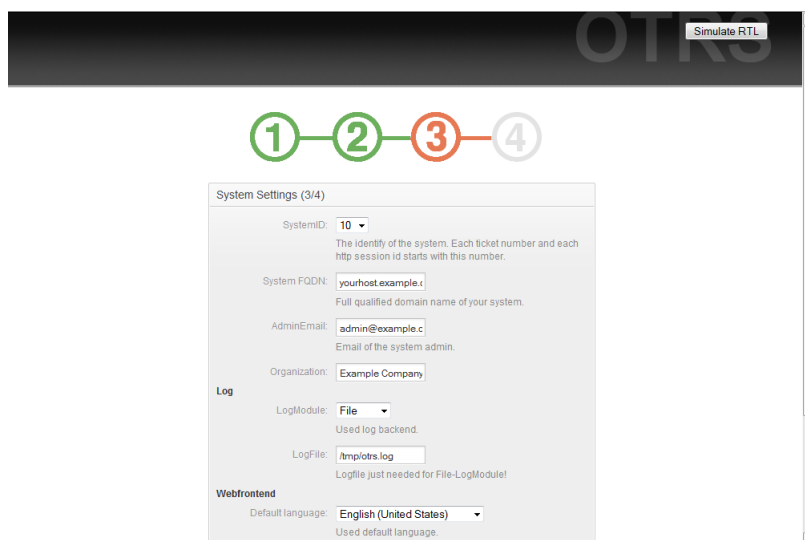 OTRS
Simulate RTL
1 2 3 4
System Settings (3/4)
SystemID: 10
The identify of the system. Each ticket number and each
http session id starts with this number.
System FQDN: yourhost.example.c
Full qualified domain name of your system.
AdminEmail: admin@example.c
Email of the system admin.
Organization: Example Company
Log
LogModule: File
Used log backend.
LogFile: /tmp/otrs.log
Logfile just needed for File-LogModule!
Webfrontend
Default language: English (United States)
Used default language.